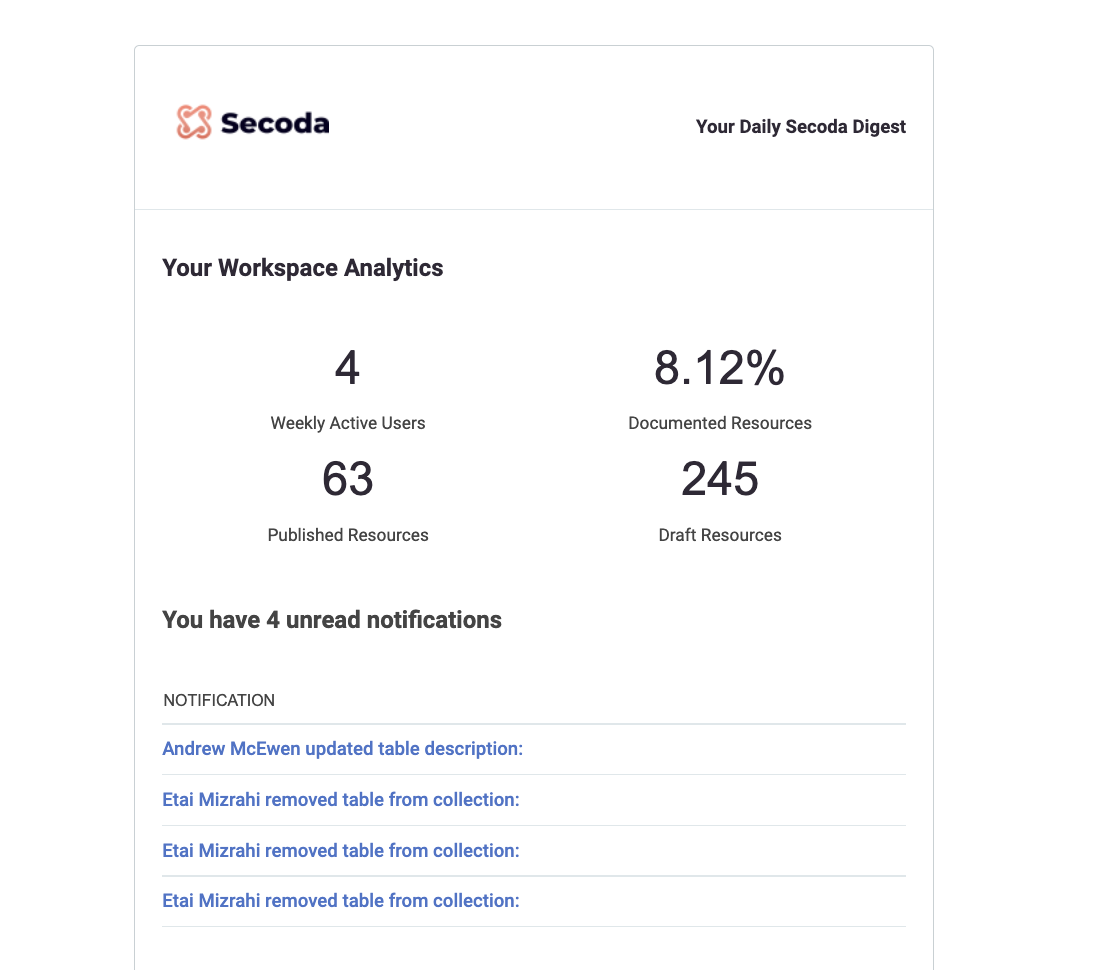 Secoda
Your Daily Secoda Digest
Your Workspace Analytics
4
8.12%
Weekly Active Users
Documented Resources
63
245
Published Resources
Draft Resources
You have 4 unread notifications
NOTIFICATION
Andrew McEwen updated table description:
Etai Mizrahi removed table from collection:
Etai Mizrahi removed table from collection:
Etai Mizrahi removed table from collection: